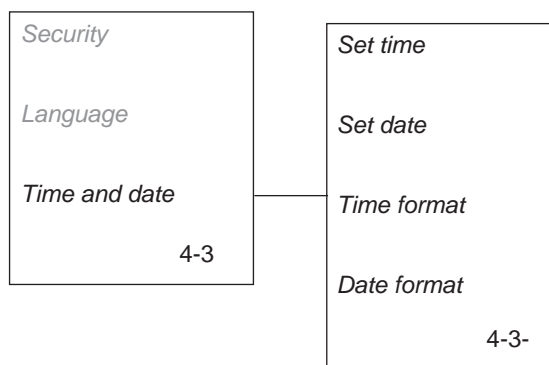 Security
Language
Time and date
4-3
Set time
Set date
Time format
Date format
4-3-